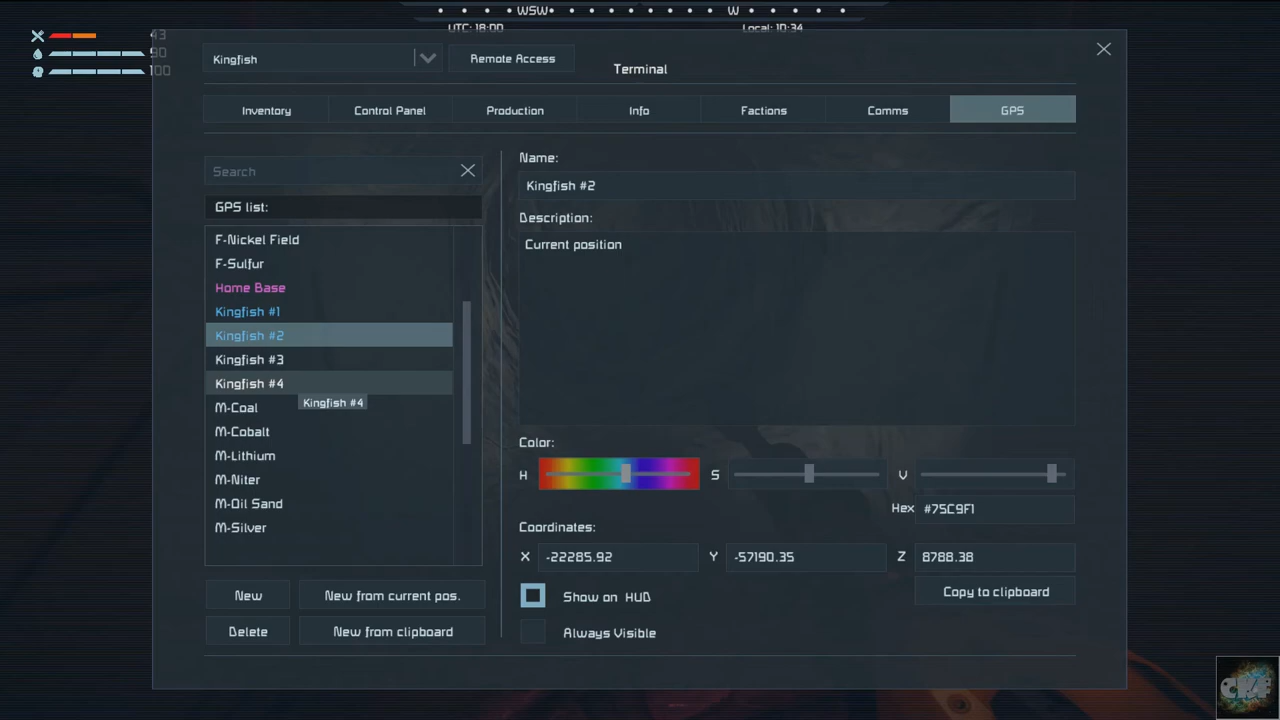 WSW W
UTC: 18:00 Local: 10:34
43
90
100
Kingfish
Remote Access
Terminal
Inventory Control Panel Production Info Factions Comms GPS
Search
GPS list:
F-Nickel Field
F-Sulfur
Home Base
Kingfish #1
Kingfish #2
Kingfish #3
Kingfish #4
Kingfish #4
M-Coal
M-Cobalt
M-Lithium
M-Niter
M-Oil Sand
M-Silver
New
New from current pos.
Delete
New from clipboard
Name:
Kingfish #2
Description:
Current position
Color:
H S V
Hex #75C9F1
Coordinates:
X -22285.92 Y -57190.35 Z 8788.38
Copy to clipboard
Show on HUD
Always Visible